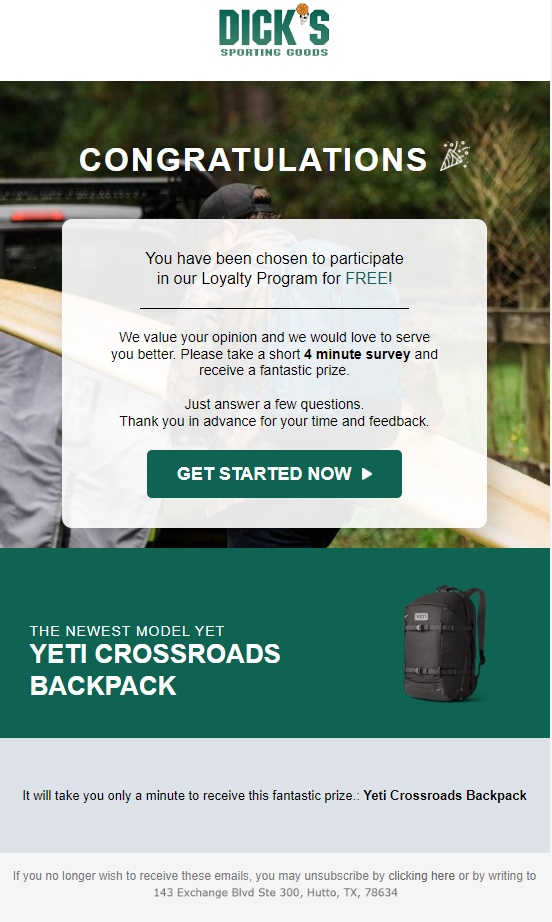 DICK'S
SPORTING GOODS
CONGRATULATIONS
You have been chosen to participate
in our Loyalty Program for FREE!
We value your opinion and we would love to serve
you better. Please take a short 4 minute survey and
receive a fantastic prize.
Just answer a few questions.
Thank you in advance for your time and feedback.
GET STARTED NOW
THE NEWEST MODEL YET
YETI CROSSROADS
BACKPACK
YETI
It will take you only a minute to receive this fantastic prize.: Yeti Crossroads Backpack
If you no longer wish to receive these emails, you may unsubscribe by clicking here or by writing to
143 Exchange Blvd Ste 300, Hutto, TX, 78634